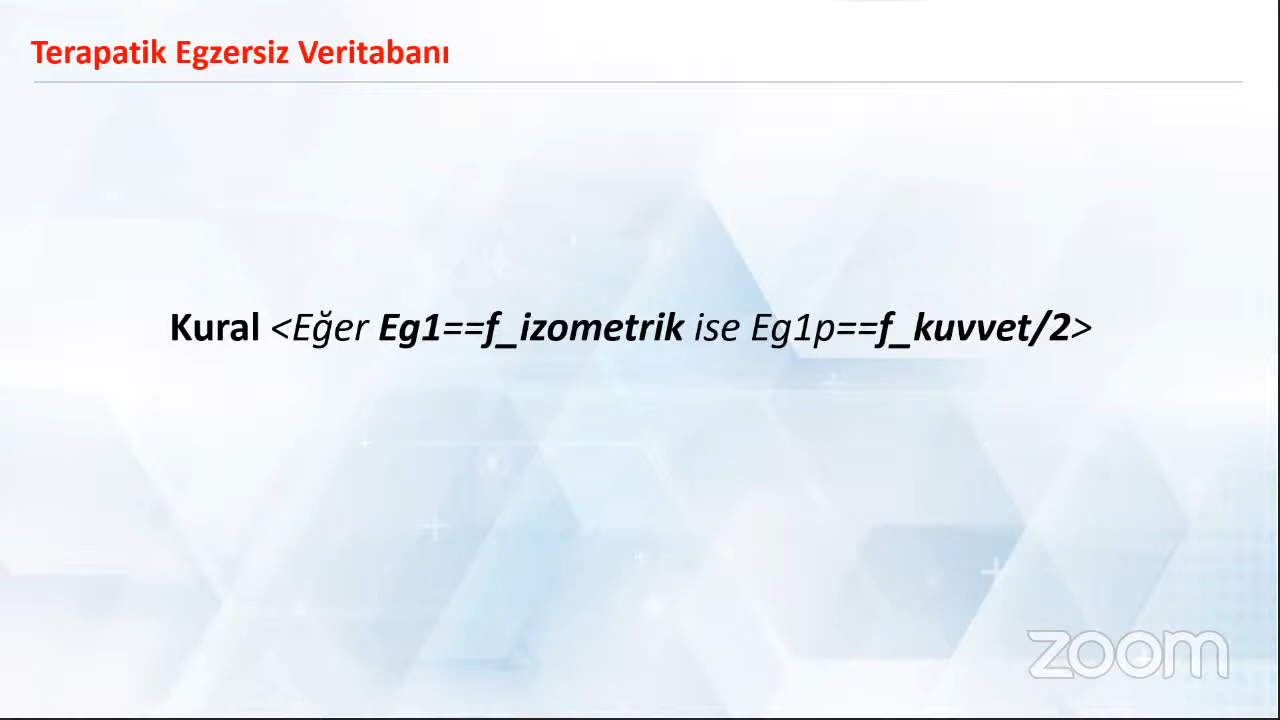 Terapatik Egzersiz Veritabanı
Kural <Eğer Eg1==f_izometrik ise Eg1p==f_kuvvet/2>
zoom